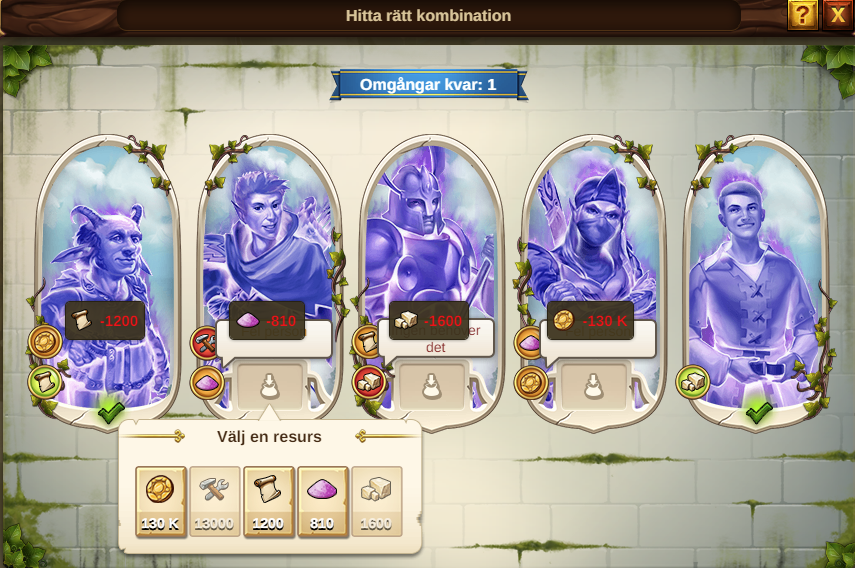 Hitta rätt kombination
? X
Omgångar kvar: 1
-1200
-810
-1600
-130 K
det
Välj en resurs
130 K
13000
1200
810
1600